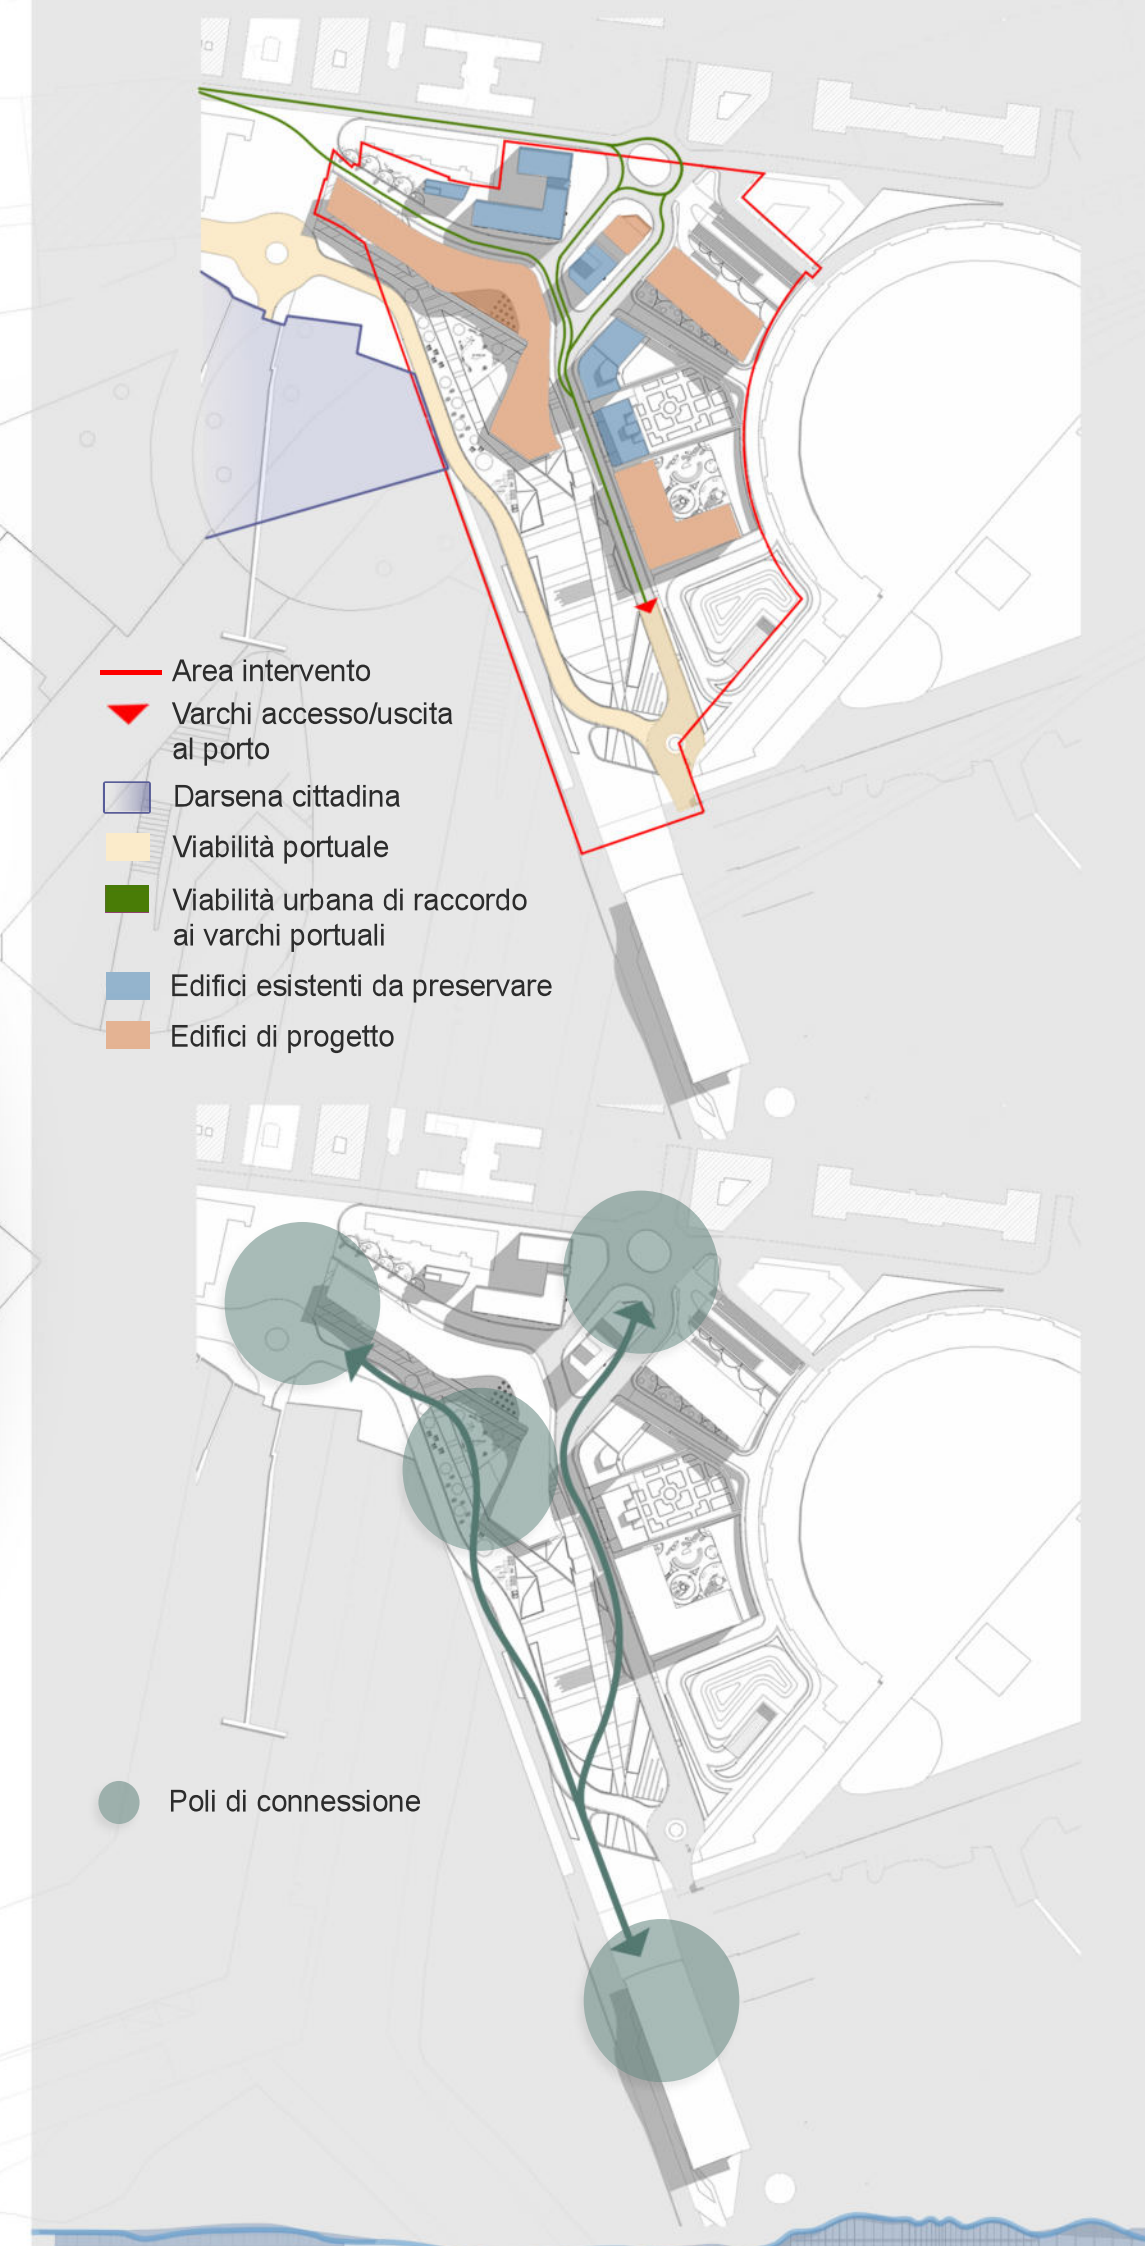 Area intervento
Varchi accesso/uscita
al porto
Darsena cittadina
Viabilità portuale
Viabilità urbana di raccordo
ai varchi portuali
Edifici esistenti da preservare
Edifici di progetto
Poli di connessione